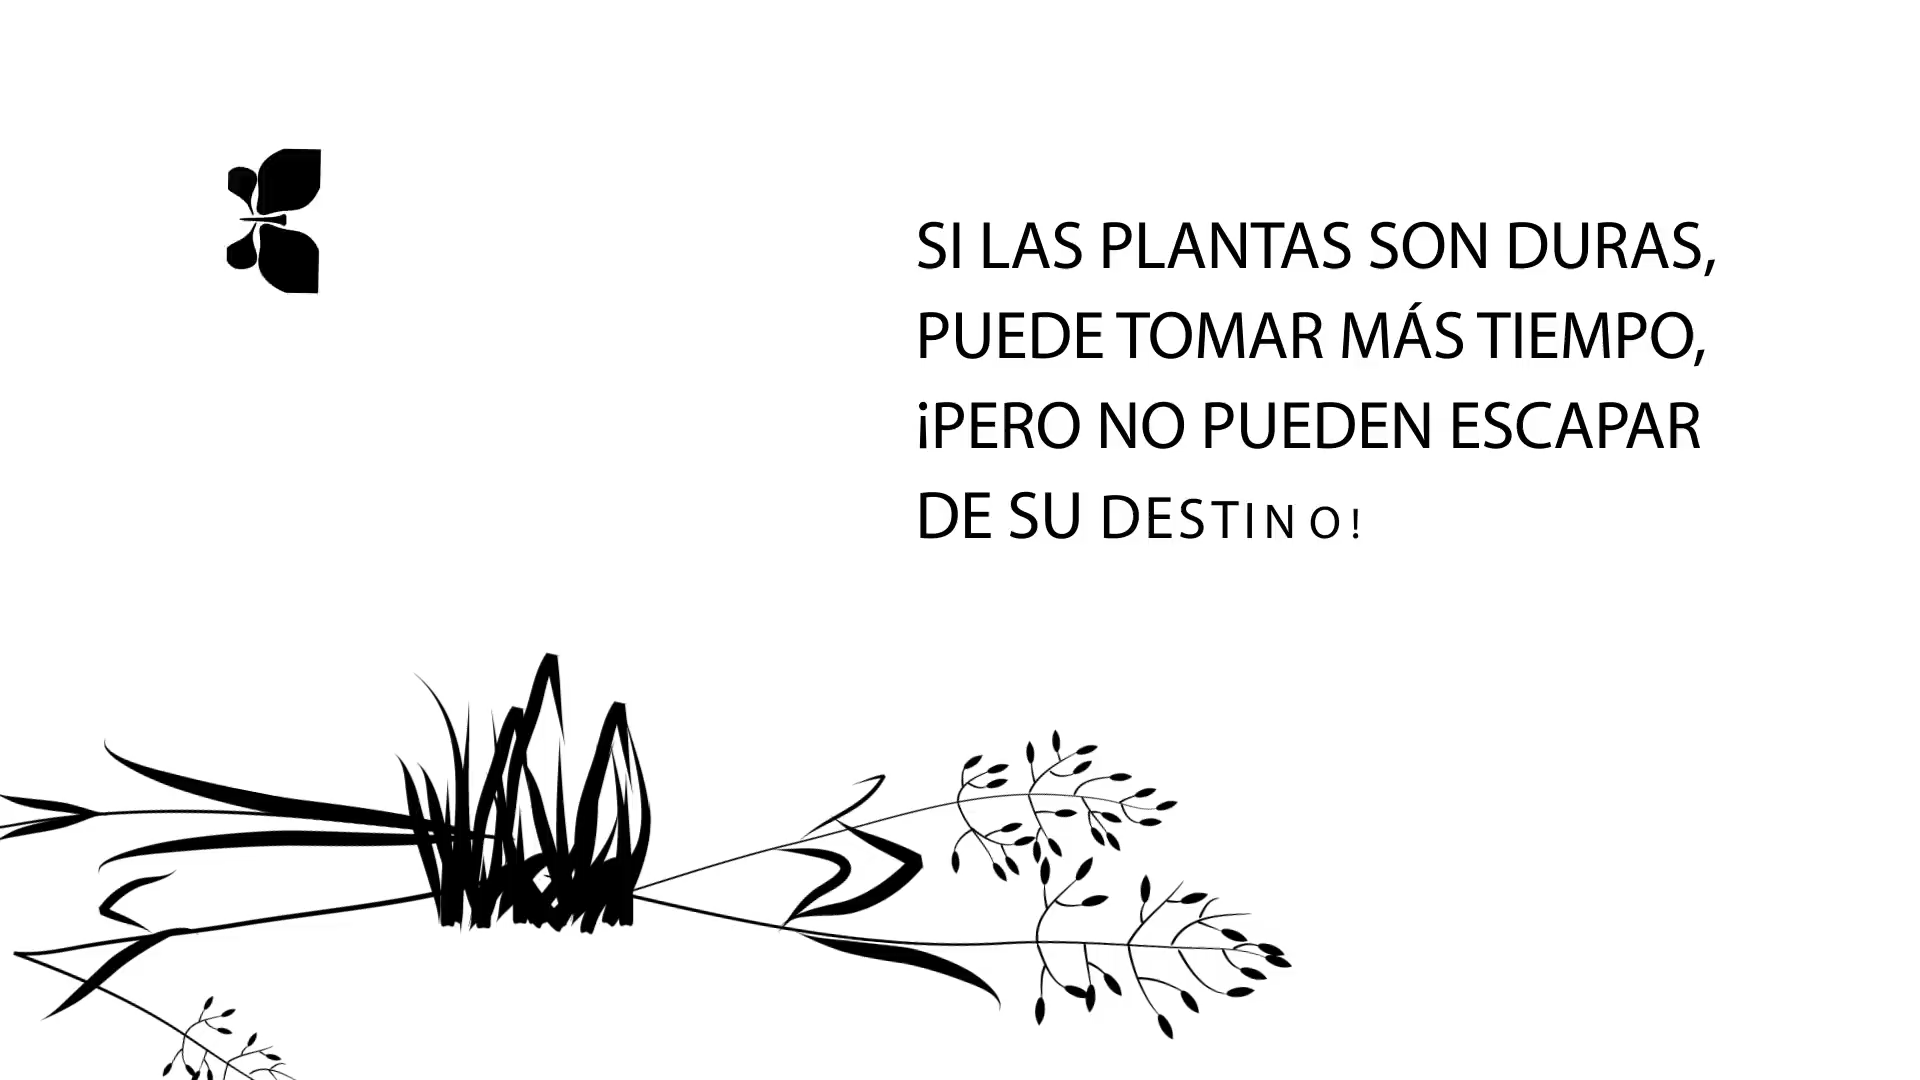 SI LAS PLANTAS SON DURAS,
PUEDE TOMAR MÁS TIEMPO,
¡PERO NO PUEDEN ESCAPAR
DE SU DESTINO!